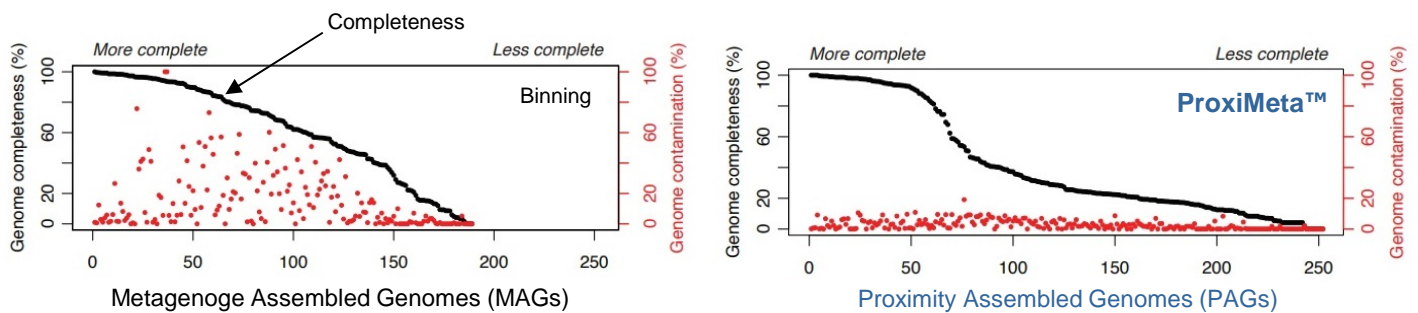 Completeness
More complete
Less complete
Binning
Genome completeness (%)
100
60
20
0
Genome contamination (%)
100
60
20
0
0 50 100 150 200 250
Metagenoge Assembled Genomes (MAGs)
More complete
Less complete
ProxiMeta™
Genome completeness (%)
100
60
20
0
Genome contamination (%)
100
60
20
0
0 50 100 150 200 250
Proximity Assembled Genomes (PAGs)